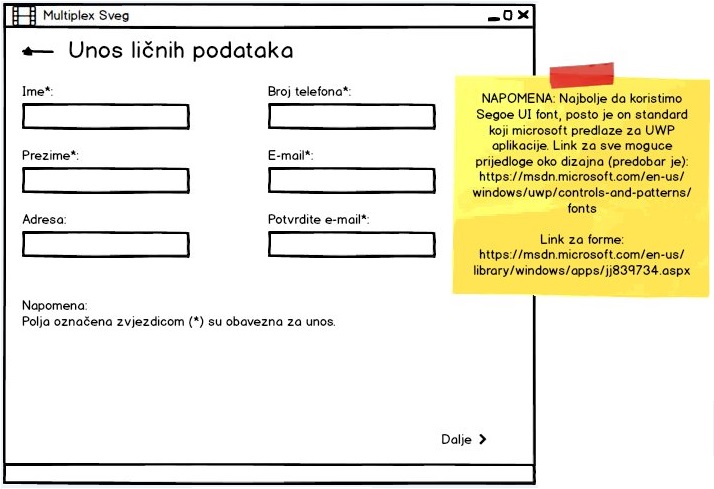 Multiplex Sveg
Unos ličnih podataka
Ime*:
Broj telefona*:
Prezime*:
E-mail*:
Adresa:
Potvrdite e-mail*:
Napomena:
Polja označena zvjezdicom (*) su obavezna za unos.
Dalje
NAPOMENA: Najbolje da koristimo
Segoe UI font, posto je on standard
koji microsoft predlaze za UWP
aplikacije. Link za sve moguce
prijedloge oko dizajna (predobar je):
https://msdn.microsoft.com/en-us/
windows/uwp/controls-and-patterns/
fonts
Link za forme:
https://msdn.microsoft.com/en-us/
library/windows/apps/jj839734.aspx